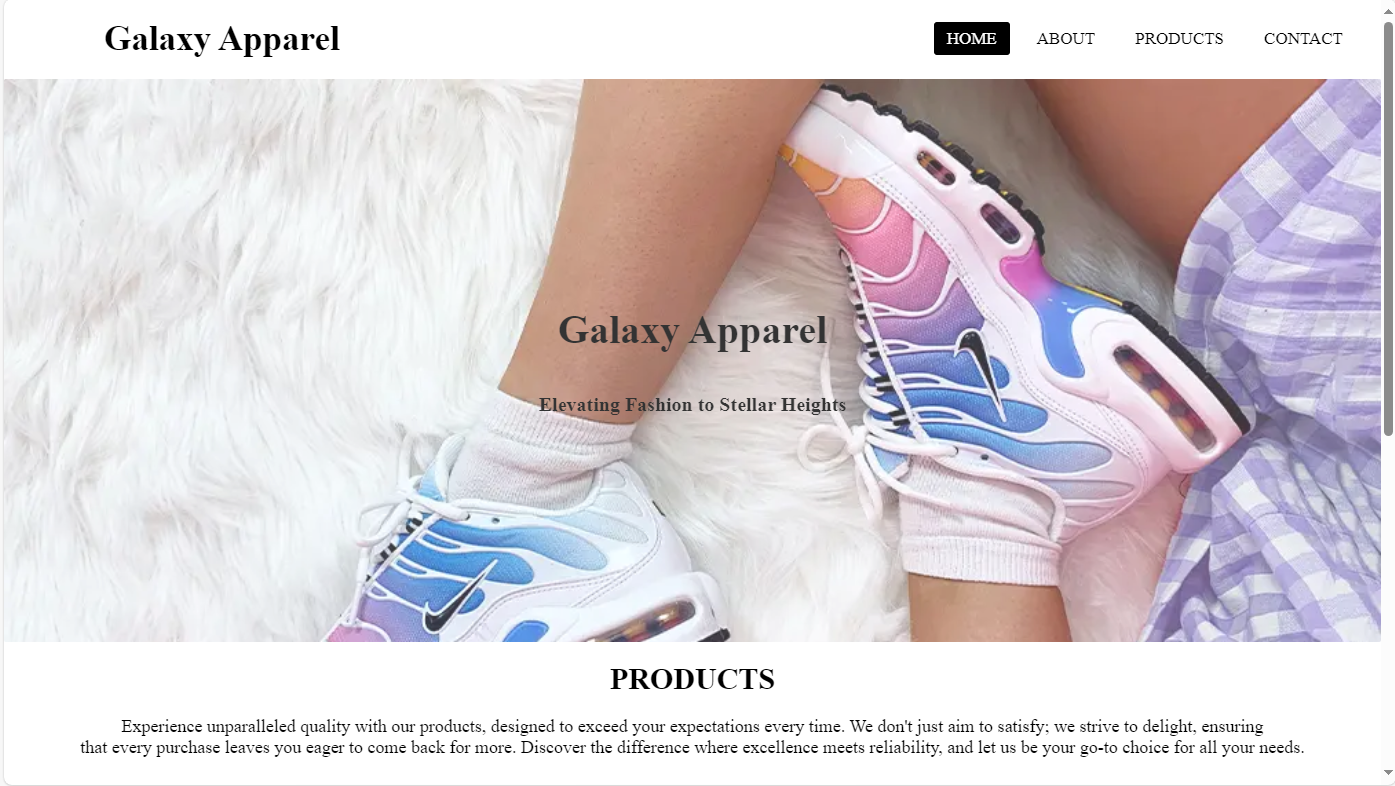 Galaxy Apparel
HOME ABOUT PRODUCTS CONTACT
Galaxy Apparel
Elevating Fashion to Stellar Heights
PRODUCTS
Experience unparalleled quality with our products, designed to exceed your expectations every time. We don't just aim to satisfy; we strive to delight, ensuring
that every purchase leaves you eager to come back for more. Discover the difference where excellence meets reliability, and let us be your go-to choice for all your needs.